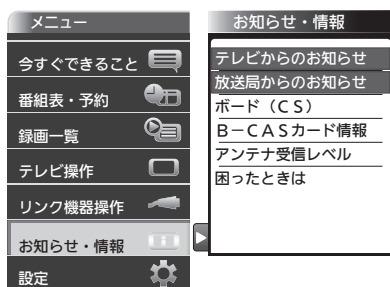 メニュー
今すぐできること
番組表・予約
録画一覧
テレビ操作
リンク機器操作
お知らせ・情報
設定
お知らせ・情報
テレビからのお知らせ
放送局からのお知らせ
ボード（ＣＳ）
Ｂ－ＣＡＳカード情報
アンテナ受信レベル
困ったときは